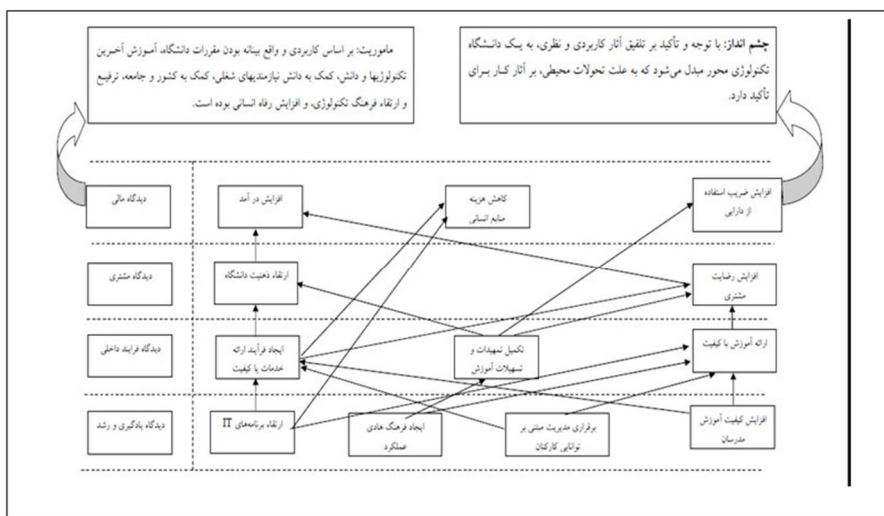 چشم انداز: با توجه و تأکید بر تلفیق آثار کاربردی و نظری، به یک دانشگاه
تکنولوژی محور مبدل می‌شود که به علت تحولات محیطی، بر آثار کار برای
تأکید دارد.
ماموریت: بر اساس کاربردی و واقع بینانه بودن مقررات دانشگاه، آموزش آخرین
تکنولوژیها و دانش، کمک به دانش نیازمندیهای شغلی، کمک به کشور و جامعه، ترفیع
و ارتقاء فرهنگ تکنولوژی، و افزایش رفاه انسانی بوده است.
افزایش ضریب استفاده
از دارایی
کاهش هزینه
منابع انسانی
افزایش در آمد
دیدگاه مالی
افزایش رضایت
مشتری
ارتقاء ذهنیت دانشگاه
دیدگاه مشتری
ارائه آموزش با کیفیت
تکمیل تمهیدات و
تسهیلات آموزش
ایجاد فرآیند ارائه
خدمات با کیفیت
دیدگاه فرایند داخلی
افزایش کیفیت آموزش
مدرسان
برقراری مدیریت مبتنی بر
توانایی کارکنان
ایجاد فرهنگ هادی
عملکرد
ارتقاء برنامه‌های IT
دیدگاه یادگیری و رشد